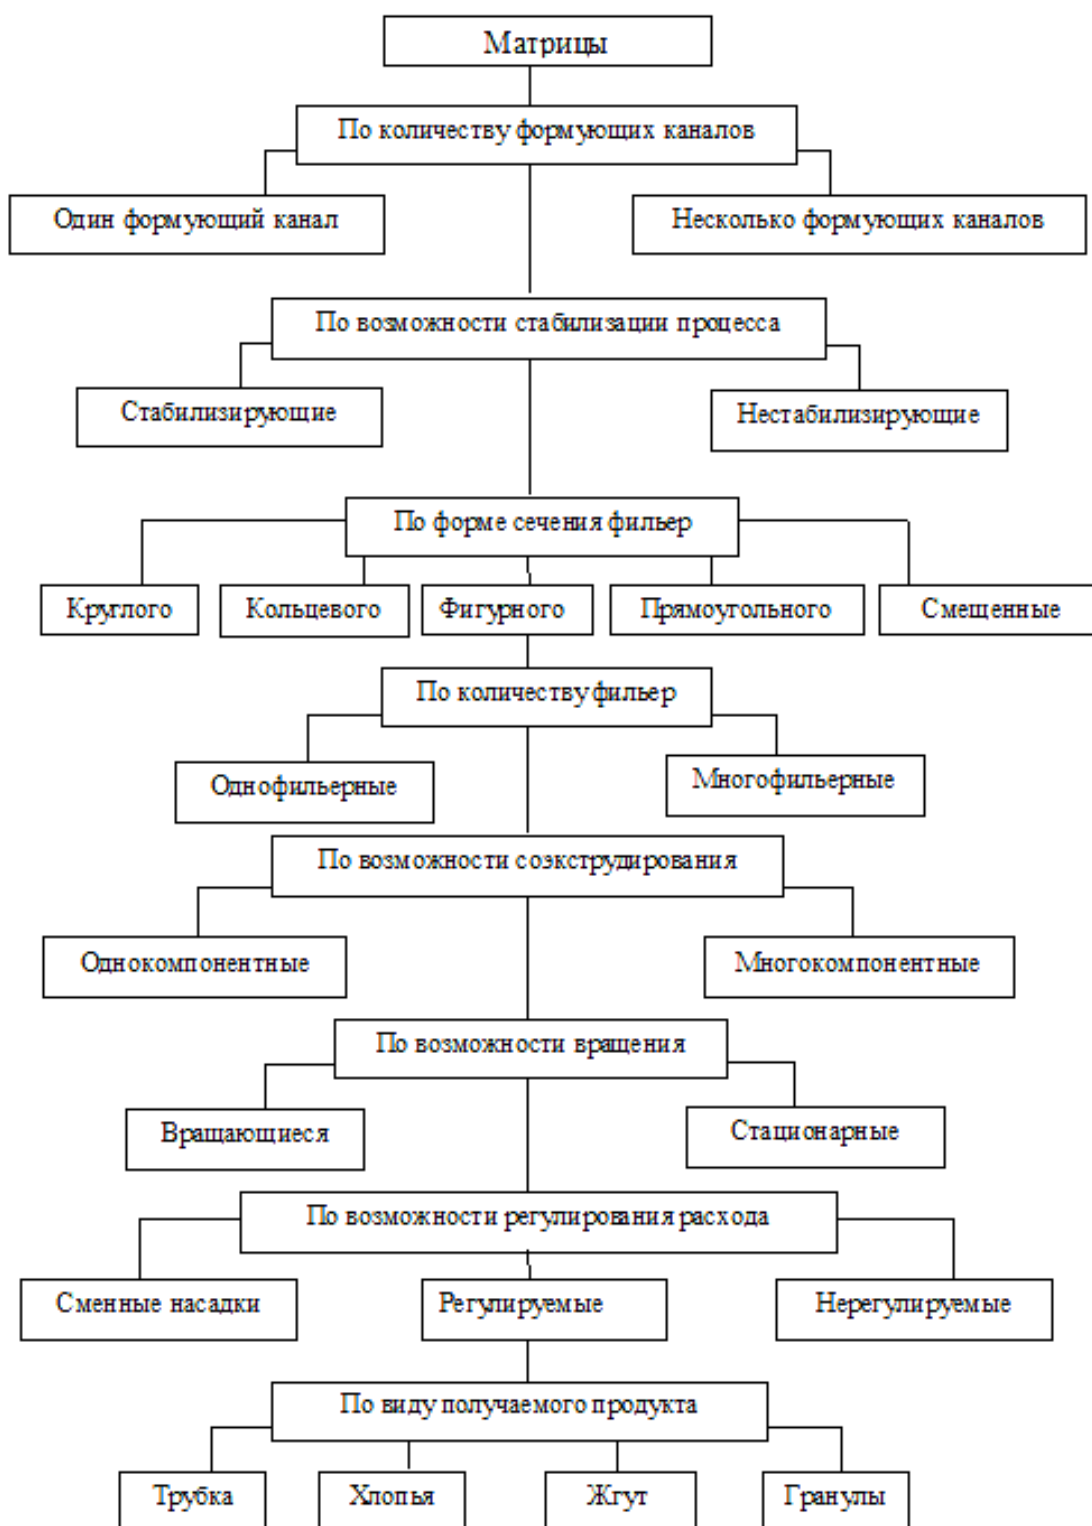 Матрицы
По количеству формующих каналов
Один формующий канал
Несколько формующих каналов
По возможности стабилизации процесса
Стабилизирующие
Нестабилизирующие
По форме сечения фильер
Круглого
Кольцевого
Фигурного
Прямоугольного
Смещенные
По количеству фильер
Однофильерные
Многофильерные
По возможности соэкструдирования
Однокомпонентные
Многокомпонентные
По возможности вращения
Вращающиеся
Стационарные
По возможности регулирования расхода
Сменные насадки
Регулируемые
Нерегулируемые
По виду получаемого продукта
Трубка
Хлопья
Жгут
Гранулы